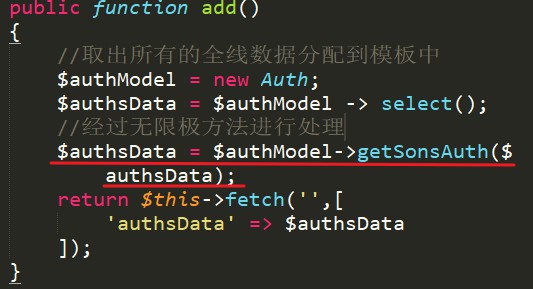 public function add()
{
//取出所有的全线数据分配到模板中
$authModel = new Auth;
$authsData = $authModel -> select();
//经过无限极方法进行处理
$authsData = $authModel->getSonsAuth($
authsData);
return $this->fetch('',[
'authsData' => $authsData
]);
}